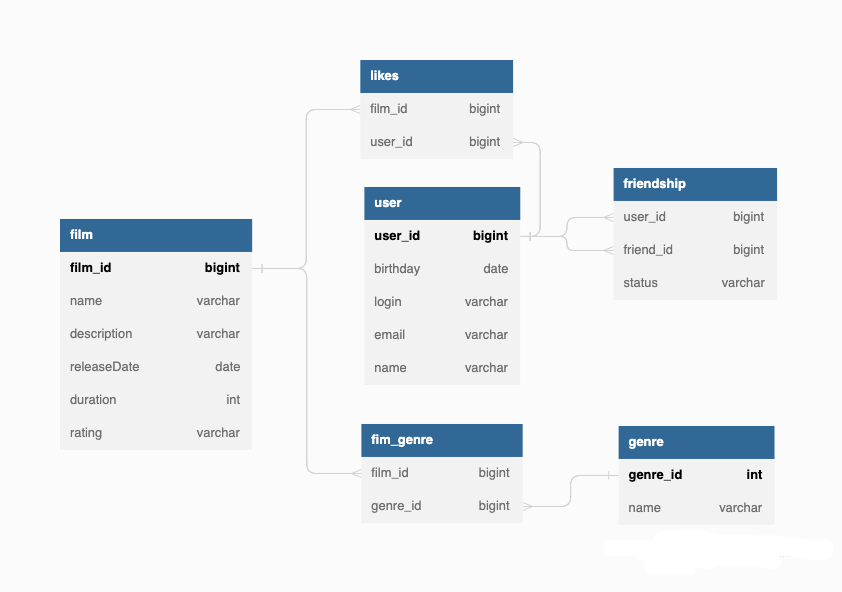 likes
film_id bigint
user_id bigint
user
user_id bigint
birthday date
login varchar
email varchar
name varchar
friendship
user_id bigint
friend_id bigint
status varchar
film
film_id bigint
name varchar
description varchar
releaseDate date
duration int
rating varchar
fim_genre
film_id bigint
genre_id bigint
genre
genre_id int
name varchar